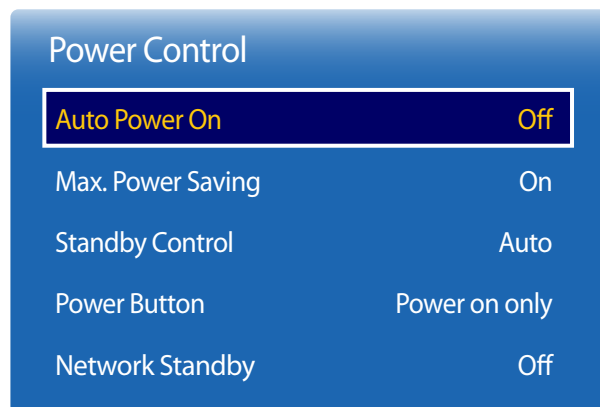 Power Control
Auto Power On Off
Max. Power Saving On
Standby Control Auto
Power Button Power on only
Network Standby Off